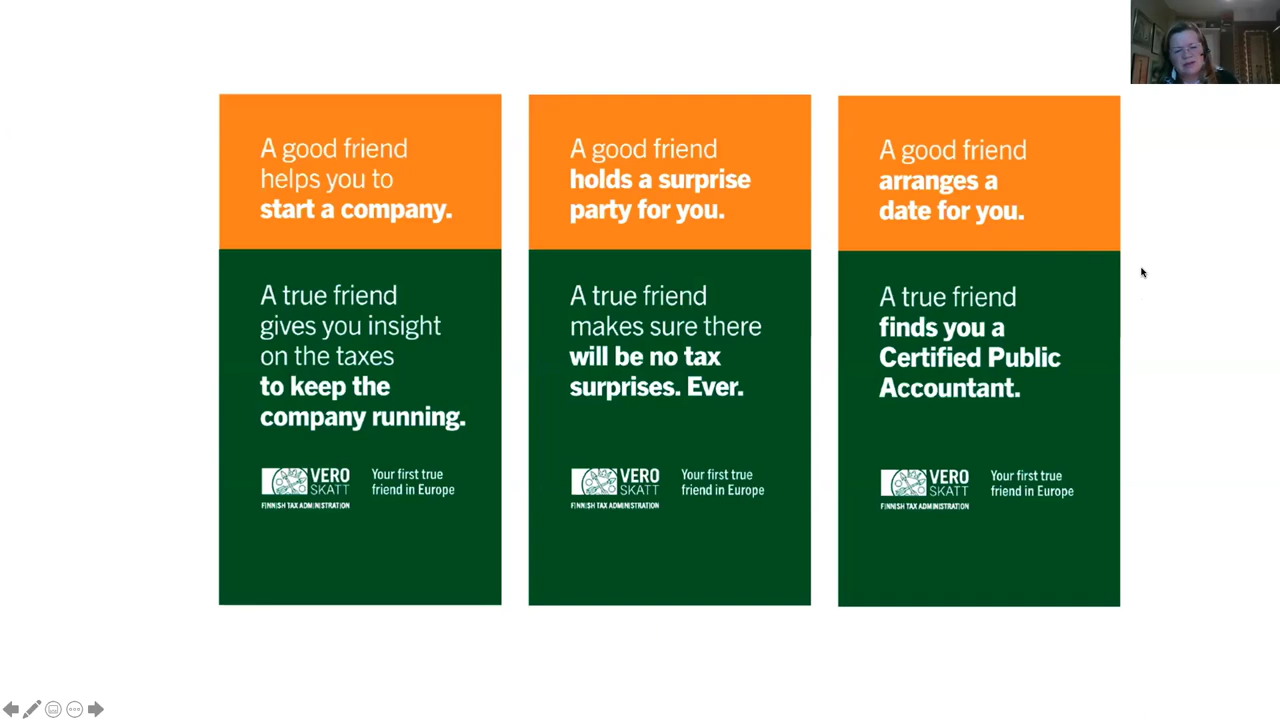 A good friend
helps you to
start a company.
A true friend
gives you insight
on the taxes
to keep the
company running.
VERO
SKATT
FINNISH TAX ADMINISTRATION
Your first true
friend in Europe
A good friend
holds a surprise
party for you.
A true friend
makes sure there
will be no tax
surprises. Ever.
VERO
SKATT
FINNISH TAX ADMINISTRATION
Your first true
friend in Europe
A good friend
arranges a
date for you.
A true friend
finds you a
Certified Public
Accountant.
VERO
SKATT
FINNISH TAX ADMINISTRATION
Your first true
friend in Europe